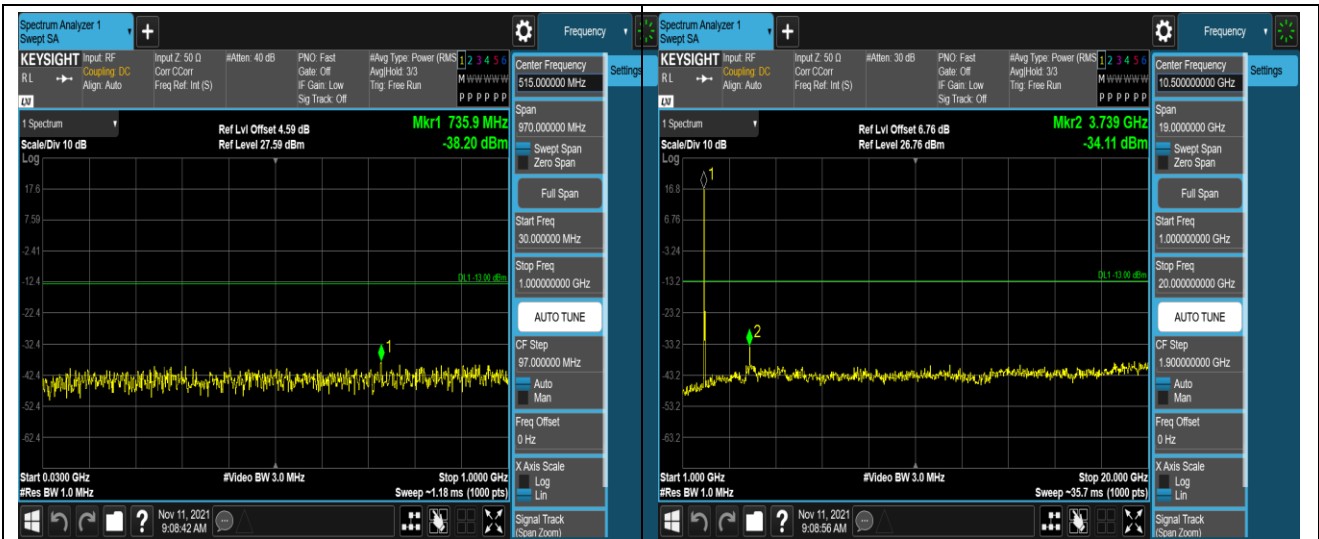 Spectrum Analyzer 1
Swept SA
+
Frequency
KEYSIGHT
Input: RF
Input Z: 50 Ω
#Atten: 40 dB
PNO: Fast
#Avg Type: Power (RMS
1 2 3 4 5 6
RL
Coupling: DC
Corr CCorr
Gate: Off
Avg|Hold: 3/3
M W W W W W
Align: Auto
Freq Ref: Int (S)
IF Gain: Low
Trig: Free Run
Sig Track: Off
P P P P P P
LXI
1 Spectrum
Ref Lvl Offset 4.59 dB
Mkr1 735.9 MHz
Scale/Div 10 dB
Ref Level 27.59 dBm
-38.20 dBm
Log
17.6
7.59
-2.41
-12.4
DL1 -13.00 dBm
-22.4
-32.4
1
-42.4
-52.4
-62.4
Start 0.0300 GHz
#Video BW 3.0 MHz
Stop 1.0000 GHz
#Res BW 1.0 MHz
Sweep ~1.18 ms (1000 pts)
Center Frequency
515.000000 MHz
Settings
Span
970.000000 MHz
Swept Span
Zero Span
Full Span
Start Freq
30.000000 MHz
Stop Freq
1.000000000 GHz
AUTO TUNE
CF Step
97.000000 MHz
Auto
Man
Freq Offset
0 Hz
X Axis Scale
Log
Lin
Signal Track
(Span Zoom)
?
Nov 11, 2021
9:08:42 AM
Spectrum Analyzer 1
Swept SA
+
Frequency
KEYSIGHT
Input: RF
Input Z: 50 Ω
#Atten: 30 dB
PNO: Fast
#Avg Type: Power (RMS
1 2 3 4 5 6
RL
Coupling: DC
Corr CCorr
Gate: Off
Avg|Hold: 3/3
M W W W W W
Align: Auto
Freq Ref: Int (S)
IF Gain: Low
Trig: Free Run
Sig Track: Off
P P P P P P
LXI
1 Spectrum
Ref Lvl Offset 6.76 dB
Mkr2 3.739 GHz
Scale/Div 10 dB
Ref Level 26.76 dBm
-34.11 dBm
Log
1
16.8
6.76
-3.24
-13.2
DL1 -13.00 dBm
-23.2
-33.2
2
-43.2
-53.2
-63.2
Start 1.000 GHz
#Video BW 3.0 MHz
Stop 20.000 GHz
#Res BW 1.0 MHz
Sweep ~35.7 ms (1000 pts)
Center Frequency
10.500000000 GHz
Settings
Span
19.0000000 GHz
Swept Span
Zero Span
Full Span
Start Freq
1.000000000 GHz
Stop Freq
20.000000000 GHz
AUTO TUNE
CF Step
1.900000000 GHz
Auto
Man
Freq Offset
0 Hz
X Axis Scale
Log
Lin
Signal Track
(Span Zoom)
?
Nov 11, 2021
9:08:56 AM